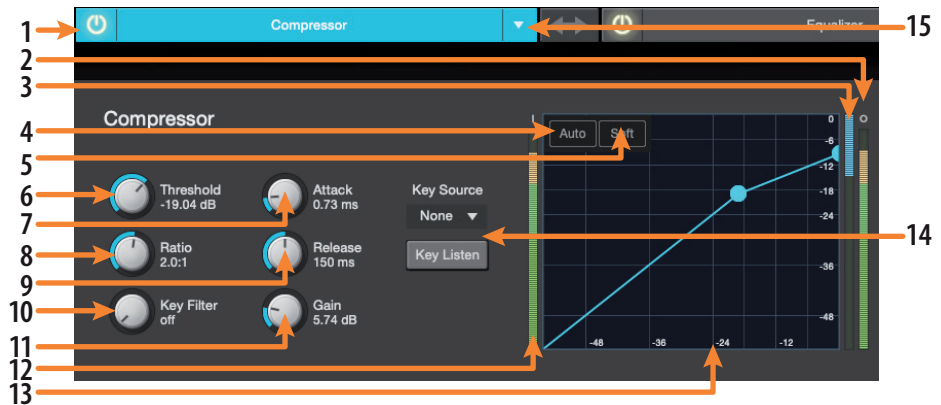 1
Compressor
Equalizer
15
2
3
Compressor
I
O
4
Auto
Soft
0
-6
5
-12
6
Threshold
-19.04 dB
Attack
0.73 ms
Key Source
-18
7
None
-24
14
8
Ratio
2.0:1
Release
150 ms
Key Listen
9
-36
10
Key Filter
off
Gain
5.74 dB
-48
11
-48
-36
-24
-12
12
13